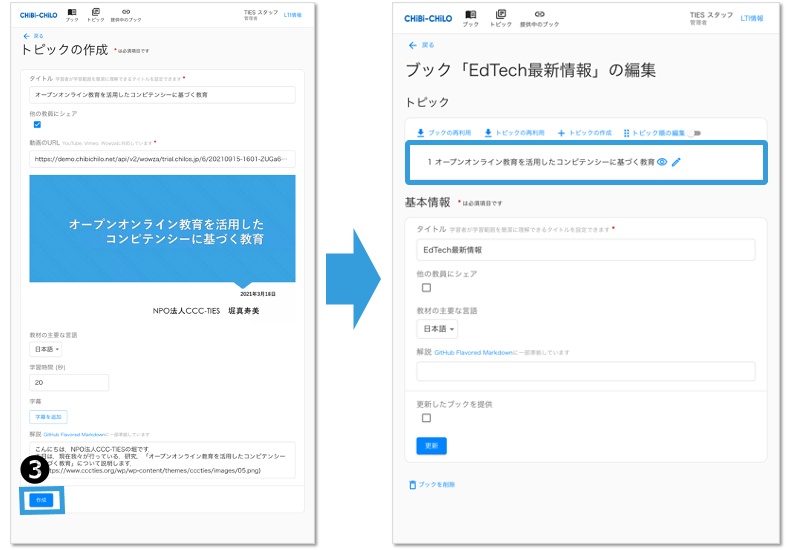 CHiBi-CHiLO
ブック トピック 提供中のブック
TIES スタッフ
管理者
LTI情報
戻る
トピックの作成 *は必須項目です
タイトル 学習者が学習範囲を簡潔に理解できるタイトルを設定できます *
オープンオンライン教育を活用したコンピテンシーに基づく教育
他の教員にシェア
動画のURL YouTube, Vimeo, Wowzaに対応しています *
https://demo.chibichilo.net/api/v2/wowza/trial.chilos.jp/6/20210915-1601-ZUGa6…
オープンオンライン教育を活用した
コンピテンシーに基づく教育
2021年3月18日
NPO法人CCC-TIES 堀真寿美
教材の主要な言語
日本語
学習時間 (秒)
20
字幕
字幕を追加
解説 GitHub Flavored Markdownに一部準拠しています
こんにちは、NPO法人CCC-TIESの堀です。
は、現在我々が行っている、研究、「オープンオンライン教育を活用したコンピテンシー
づく教育」について説明します。
ttps://www.cccties.org/wp/wp-content/themes/cccties/images/05.png)
3
作成
CHiBi-CHiLO
ブック トピック 提供中のブック
TIES スタッフ
管理者
LTI情報
戻る
ブック「EdTech最新情報」の編集
トピック
ブックの再利用 トピックの再利用 トピックの作成 トピック順の編集
1 オープンオンライン教育を活用したコンピテンシーに基づく教育
基本情報 *は必須項目です
タイトル 学習者が学習範囲を簡潔に理解できるタイトルを設定できます *
EdTech最新情報
他の教員にシェア
教材の主要な言語
日本語
解説 GitHub Flavored Markdownに一部準拠しています
更新したブックを提供
更新
ブックを削除